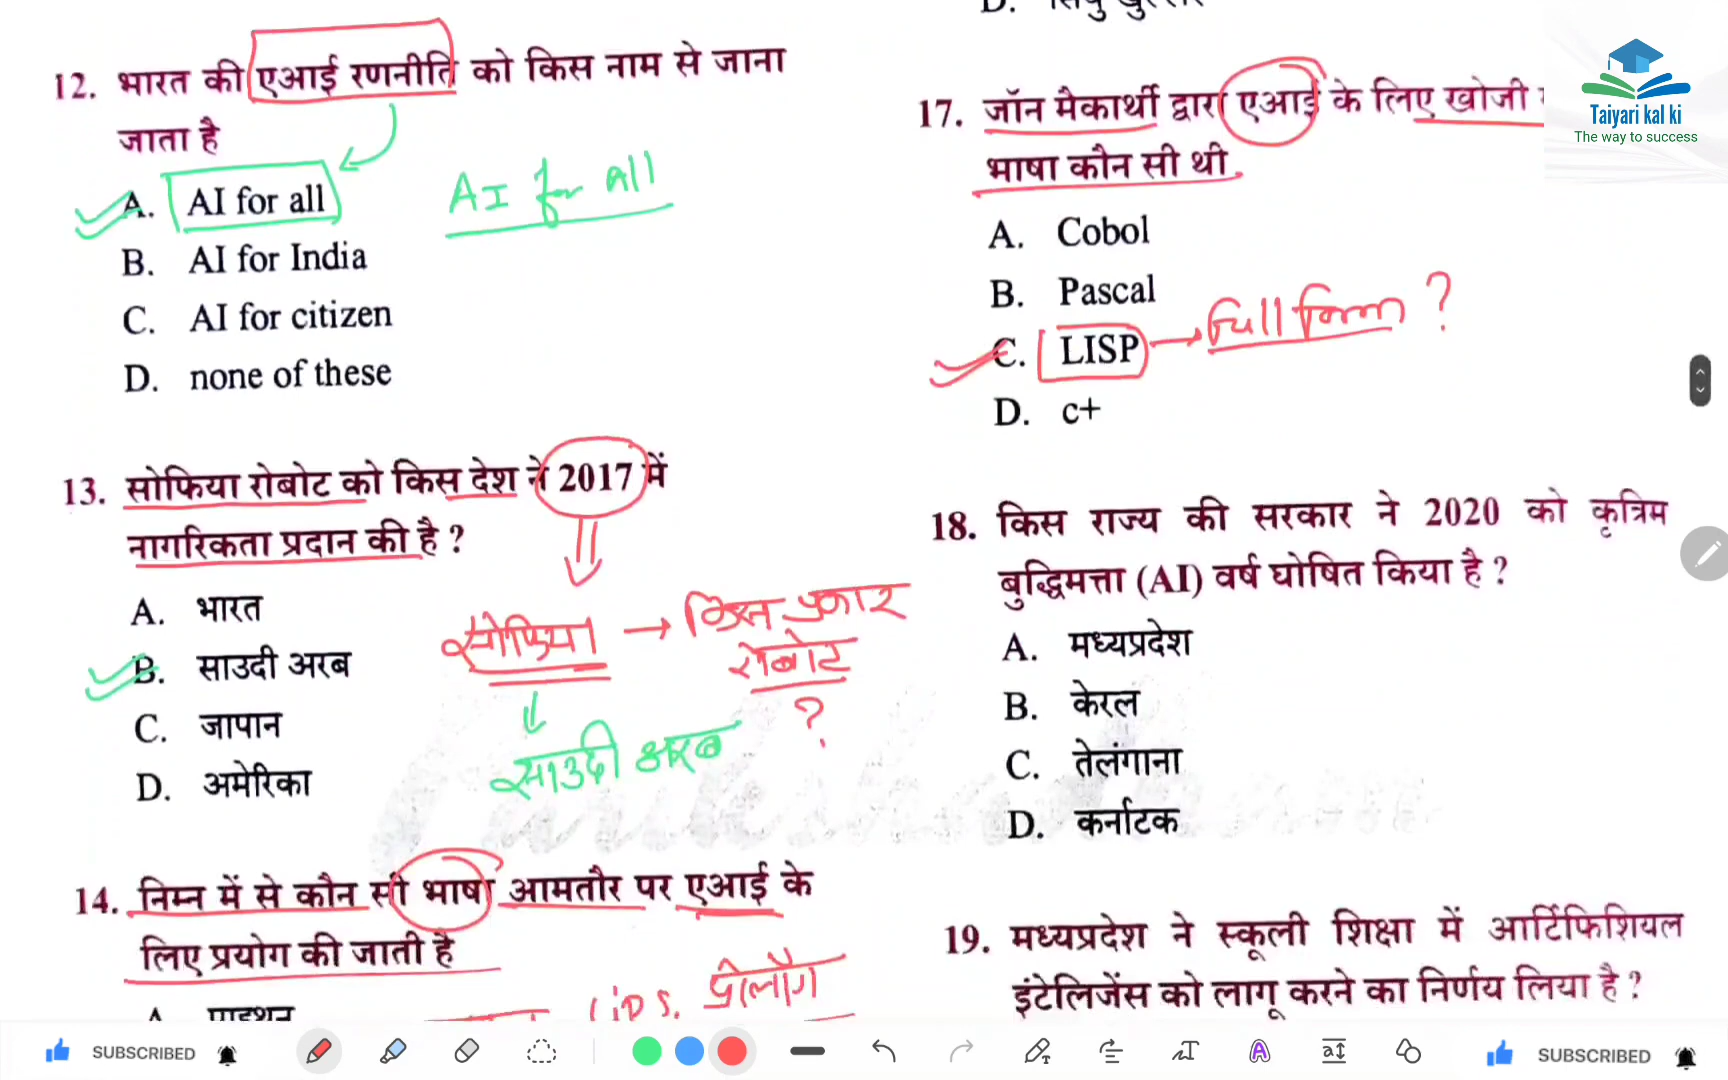 12. भारत की एआई रणनीति को किस नाम से जाना
जाता है
A. AI for all
AI for all
B. AI for India
C. AI for citizen
D. none of these
13. सोफिया रोबोट को किस देश ने 2017 में
नागरिकता प्रदान की है ?
A. भारत
B. साउदी अरब
C. जापान
D. अमेरिका
सोफिया → किस प्रकार
रोबोट
?
साउदी अरब
14. निम्न में से कौन सी भाषा आमतौर पर एआई के
लिए प्रयोग की जाती है
प्रोलॉग
17. जॉन मैकार्थी द्वारा एआई के लिए खोजी
भाषा कौन सी थी
A. Cobol
B. Pascal
C. LISP → full form ?
D. c+
18. किस राज्य की सरकार ने 2020 को कृत्रिम
बुद्धिमत्ता (AI) वर्ष घोषित किया है ?
A. मध्यप्रदेश
B. केरल
C. तेलंगाना
D. कर्नाटक
19. मध्यप्रदेश ने स्कूली शिक्षा में आर्टिफिशियल
इंटेलिजेंस को लागू करने का निर्णय लिया है ?
Taiyari kal ki
The way to success
SUBSCRIBED
SUBSCRIBED